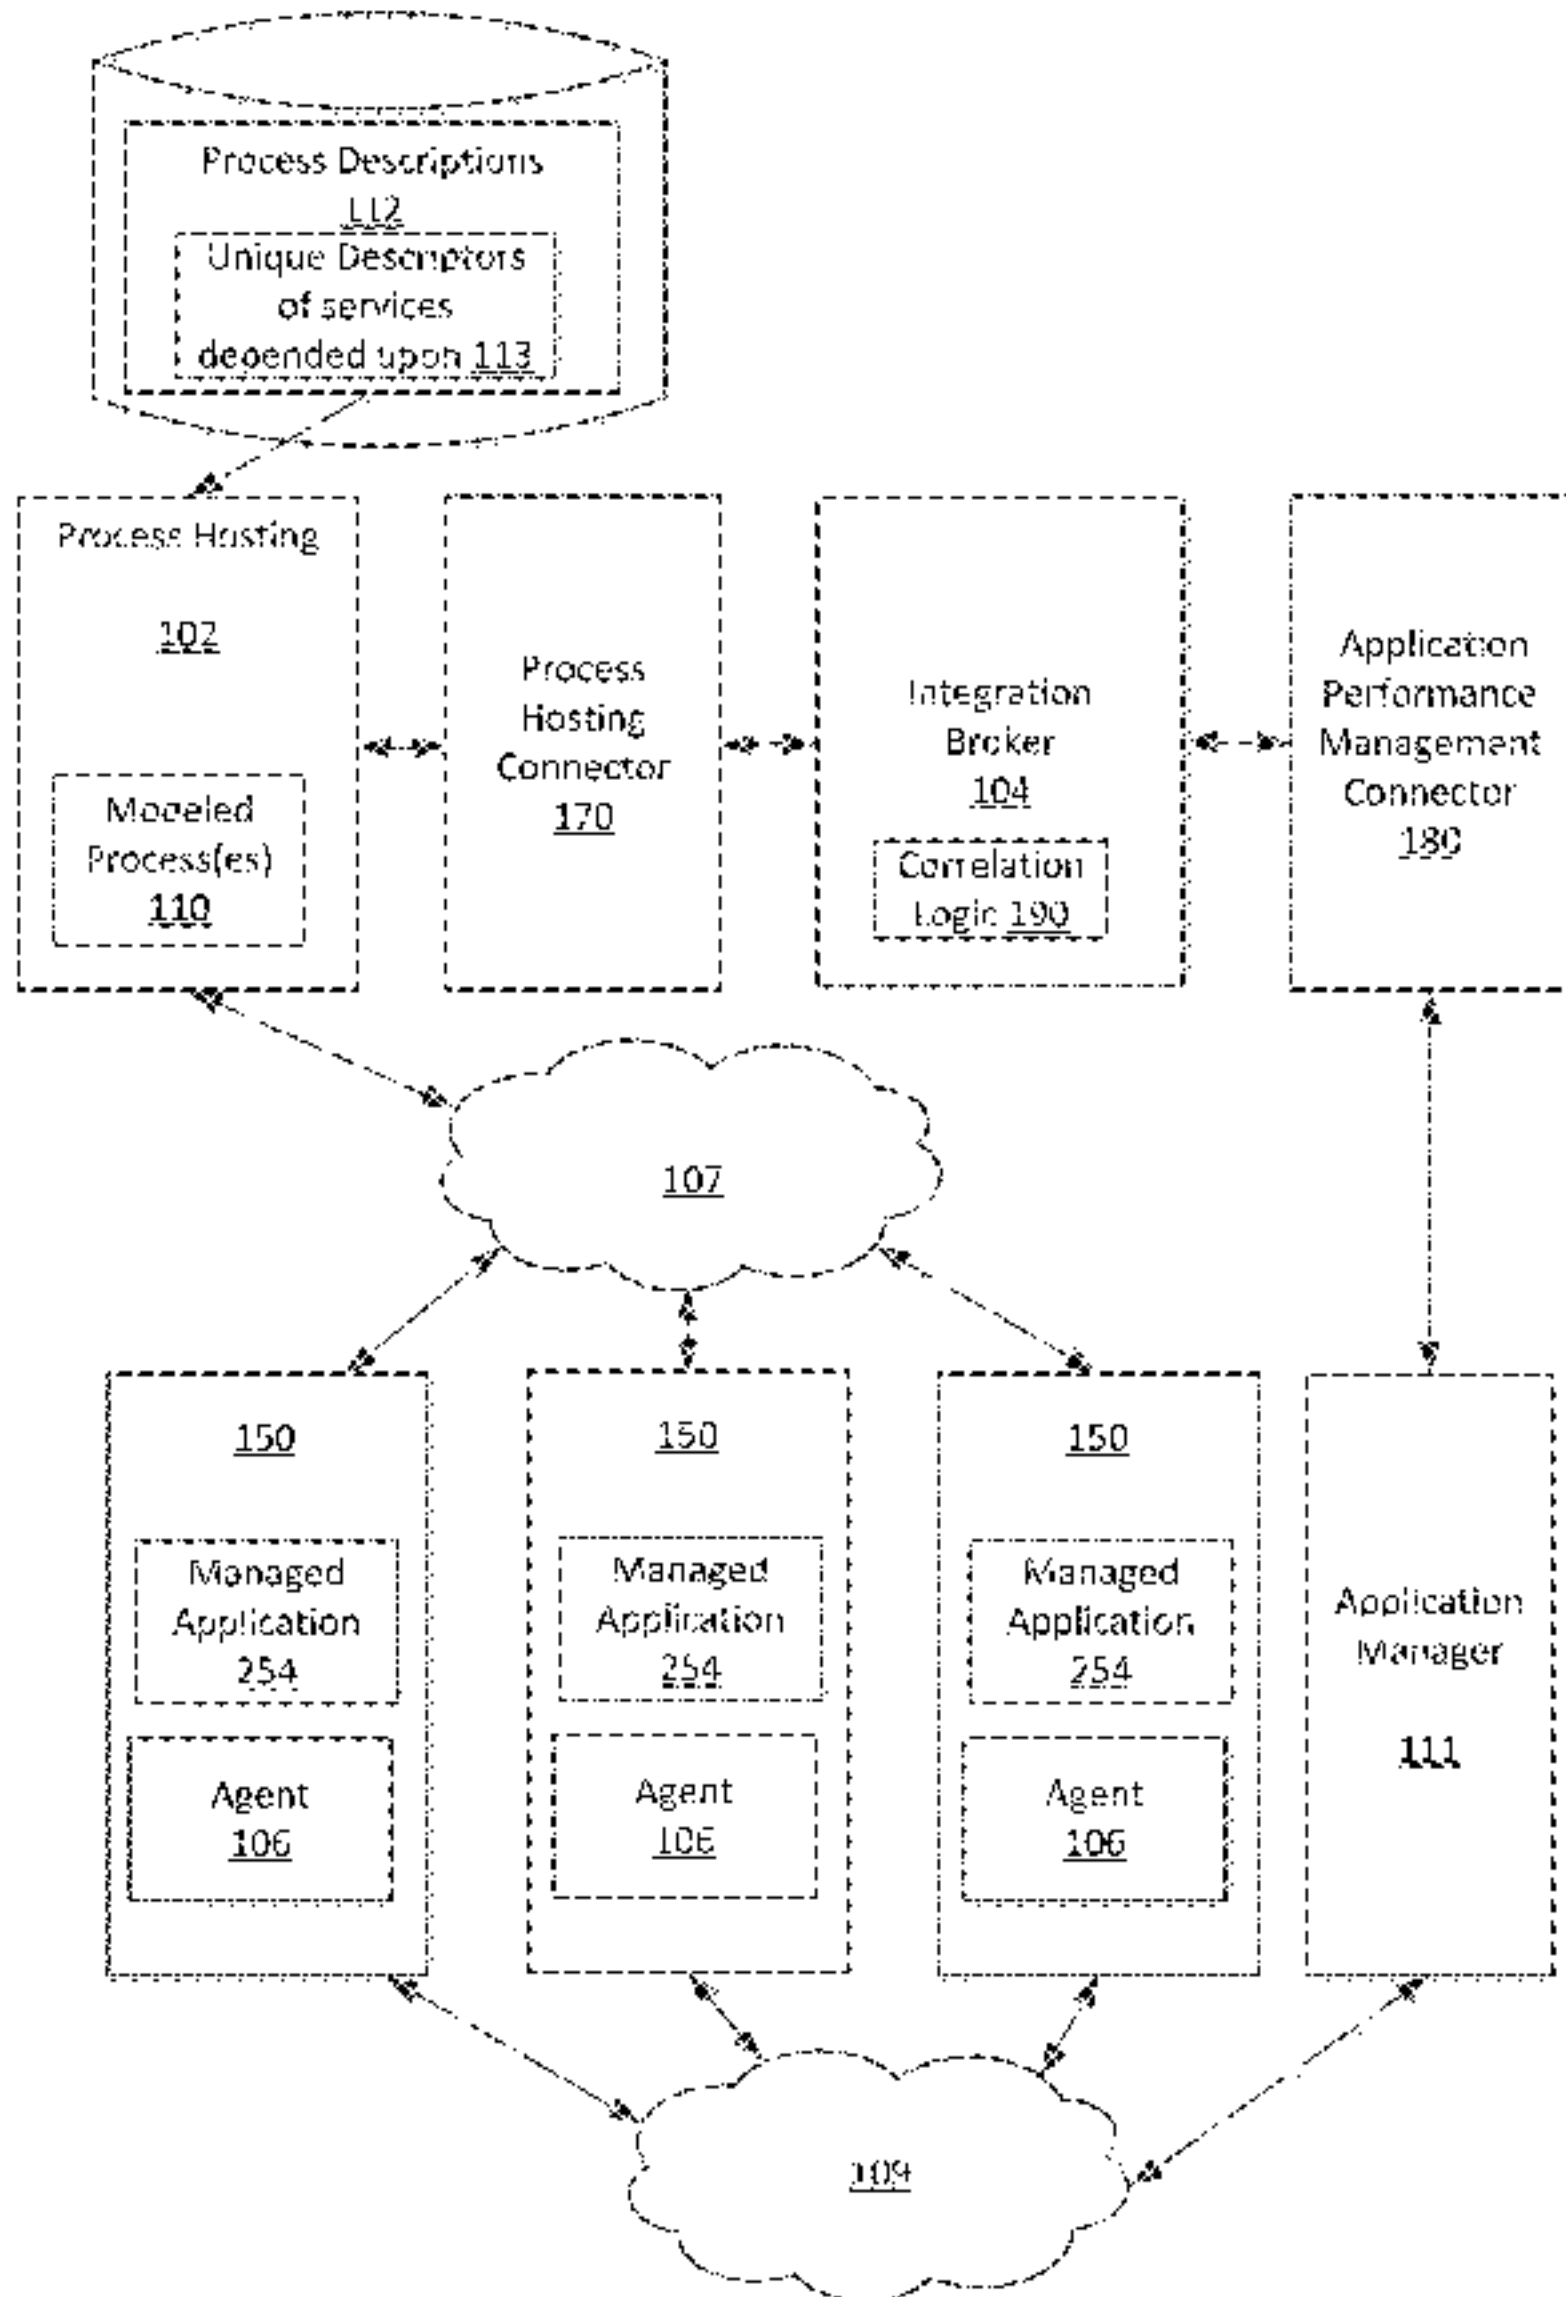 Process Descriptions
112
Unique Descriptors
of services
depended upon 113
Process Hosting
102
Modeled
Process(es)
110
Process
Hosting
Connector
170
Integration
Broker
104
Correlation
Logic 190
Application
Performance
Management
Connector
180
107
150
Managed
Application
254
Agent
106
150
Managed
Application
254
Agent
106
150
Managed
Application
254
Agent
106
Application
Manager
111
109